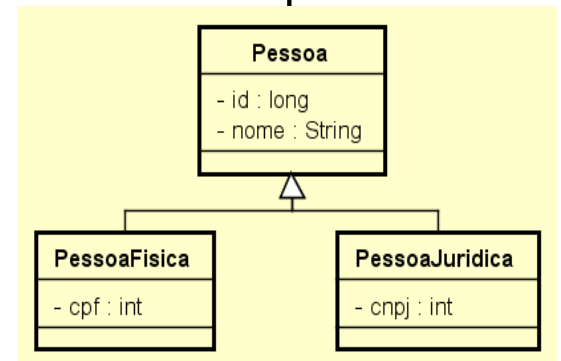 Pessoa
- id : long
- nome : String
PessoaFisica
- cpf : int
PessoaJuridica
- cnpj : int